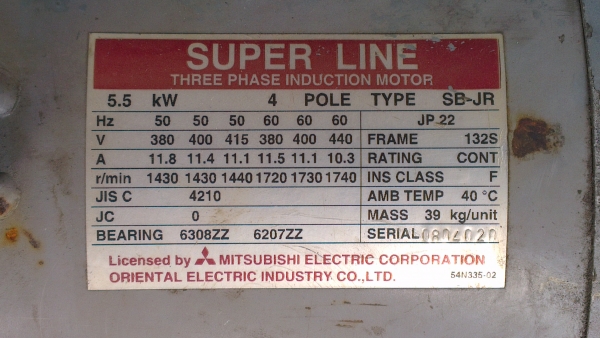 SUPER LINE
THREE PHASE INDUCTION MOTOR
5.5 kW 4 POLE TYPE SB-JR
Hz 50 50 50 60 60 60 JP 22
V 380 400 415 380 400 440 FRAME 132S
A 11.8 11.4 11.1 11.5 11.1 10.3 RATING CONT
r/min 1430 1430 1440 1720 1730 1740 INS CLASS F
JIS C 4210 AMB TEMP 40 °C
JC 0 MASS 39 kg/unit
BEARING 6308ZZ 6207ZZ SERIAL
Licensed by MITSUBISHI ELECTRIC CORPORATION
ORIENTAL ELECTRIC INDUSTRY CO.,LTD. 54N335-02